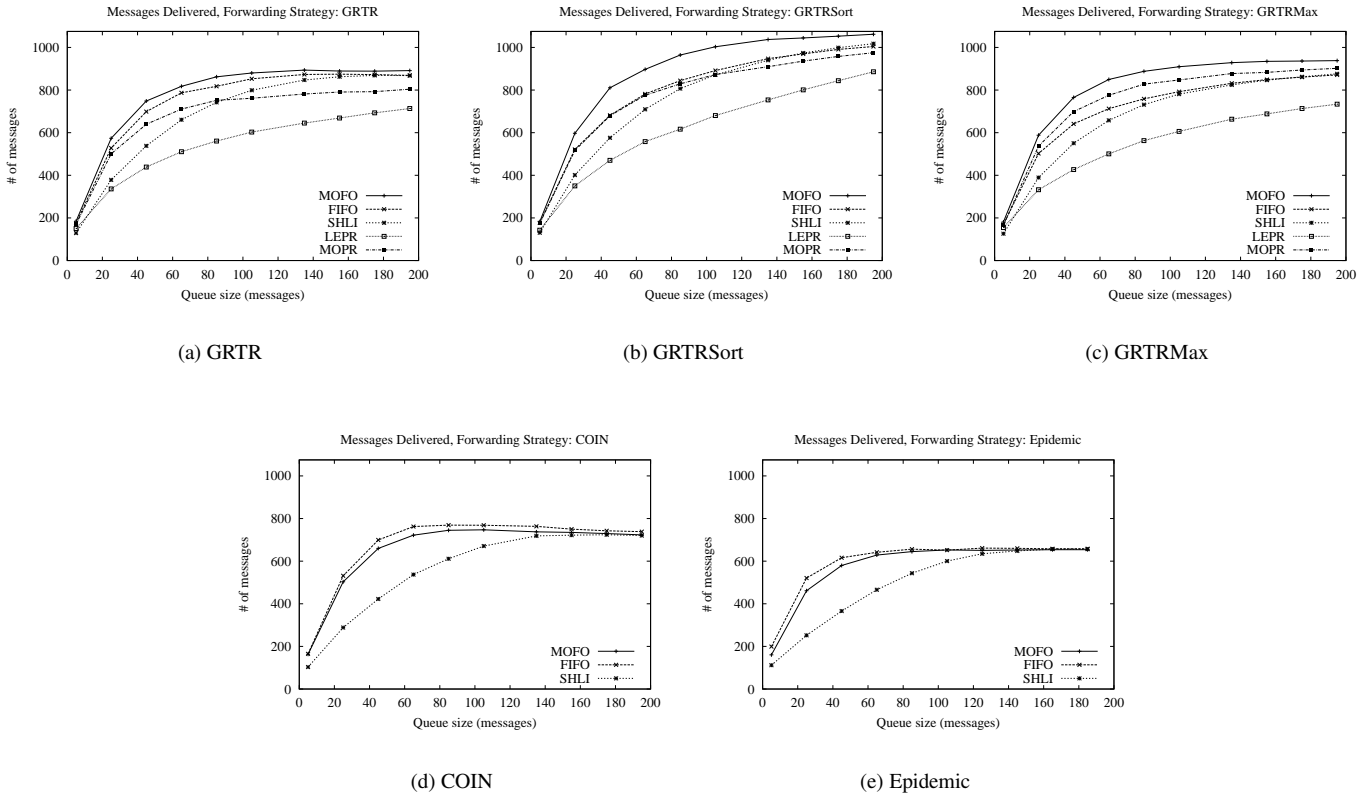 Messages Delivered, Forwarding Strategy: GRTR
# of messages
1000
800
600
400
200
0
MOFO
FIFO
SHLI
LEPR
MOPR
0 20 40 60 80 100 120 140 160 180 200
Queue size (messages)
(a) GRTR
Messages Delivered, Forwarding Strategy: GRTRSort
# of messages
1000
800
600
400
200
0
MOFO
FIFO
SHLI
LEPR
MOPR
0 20 40 60 80 100 120 140 160 180 200
Queue size (messages)
(b) GRTRSort
Messages Delivered, Forwarding Strategy: GRTRMax
# of messages
1000
800
600
400
200
0
MOFO
FIFO
SHLI
LEPR
MOPR
0 20 40 60 80 100 120 140 160 180 200
Queue size (messages)
(c) GRTRMax
Messages Delivered, Forwarding Strategy: COIN
# of messages
1000
800
600
400
200
0
MOFO
FIFO
SHLI
0 20 40 60 80 100 120 140 160 180 200
Queue size (messages)
(d) COIN
Messages Delivered, Forwarding Strategy: Epidemic
# of messages
1000
800
600
400
200
0
MOFO
FIFO
SHLI
0 20 40 60 80 100 120 140 160 180 200
Queue size (messages)
(e) Epidemic